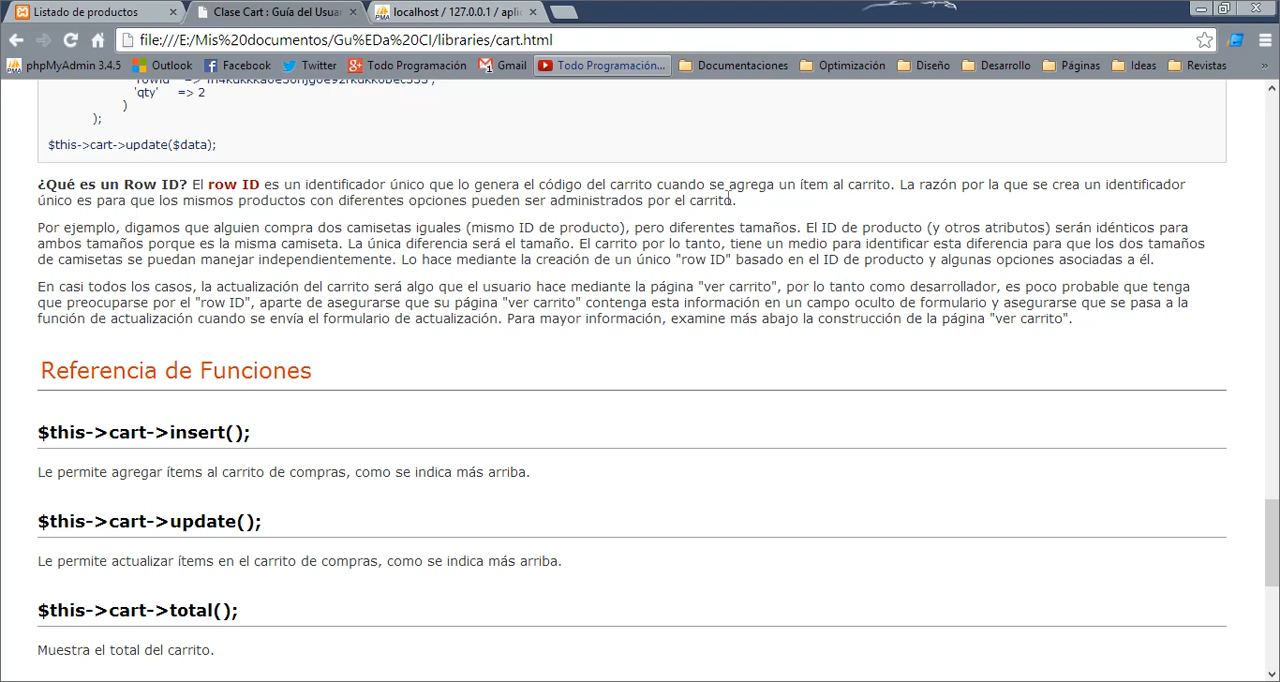 Listado de productos
Clase Cart : Guía del Usua
localhost / 127.0.0.1 / aplic
file:///E:/Mis%20documentos/Gu%EDa%20CI/libraries/cart.html
phpMyAdmin 3.4.5 Outlook Facebook Twitter Todo Programación Gmail Todo Programación... Documentaciones Optimización Diseño Desarrollo Páginas Ideas Revistas »
'qty' => 2
)
);
$this->cart->update($data);
¿Qué es un Row ID? El row ID es un identificador único que lo genera el código del carrito cuando se agrega un ítem al carrito. La razón por la que se crea un identificador
único es para que los mismos productos con diferentes opciones pueden ser administrados por el carrito.
Por ejemplo, digamos que alguien compra dos camisetas iguales (mismo ID de producto), pero diferentes tamaños. El ID de producto (y otros atributos) serán idénticos para
ambos tamaños porque es la misma camiseta. La única diferencia será el tamaño. El carrito por lo tanto, tiene un medio para identificar esta diferencia para que los dos tamaños
de camisetas se puedan manejar independientemente. Lo hace mediante la creación de un único "row ID" basado en el ID de producto y algunas opciones asociadas a él.
En casi todos los casos, la actualización del carrito será algo que el usuario hace mediante la página "ver carrito", por lo tanto como desarrollador, es poco probable que tenga
que preocuparse por el "row ID", aparte de asegurarse que su página "ver carrito" contenga esta información en un campo oculto de formulario y asegurarse que se pasa a la
función de actualización cuando se envía el formulario de actualización. Para mayor información, examine más abajo la construcción de la página "ver carrito".
Referencia de Funciones
$this->cart->insert();
Le permite agregar ítems al carrito de compras, como se indica más arriba.
$this->cart->update();
Le permite actualizar ítems en el carrito de compras, como se indica más arriba.
$this->cart->total();
Muestra el total del carrito.